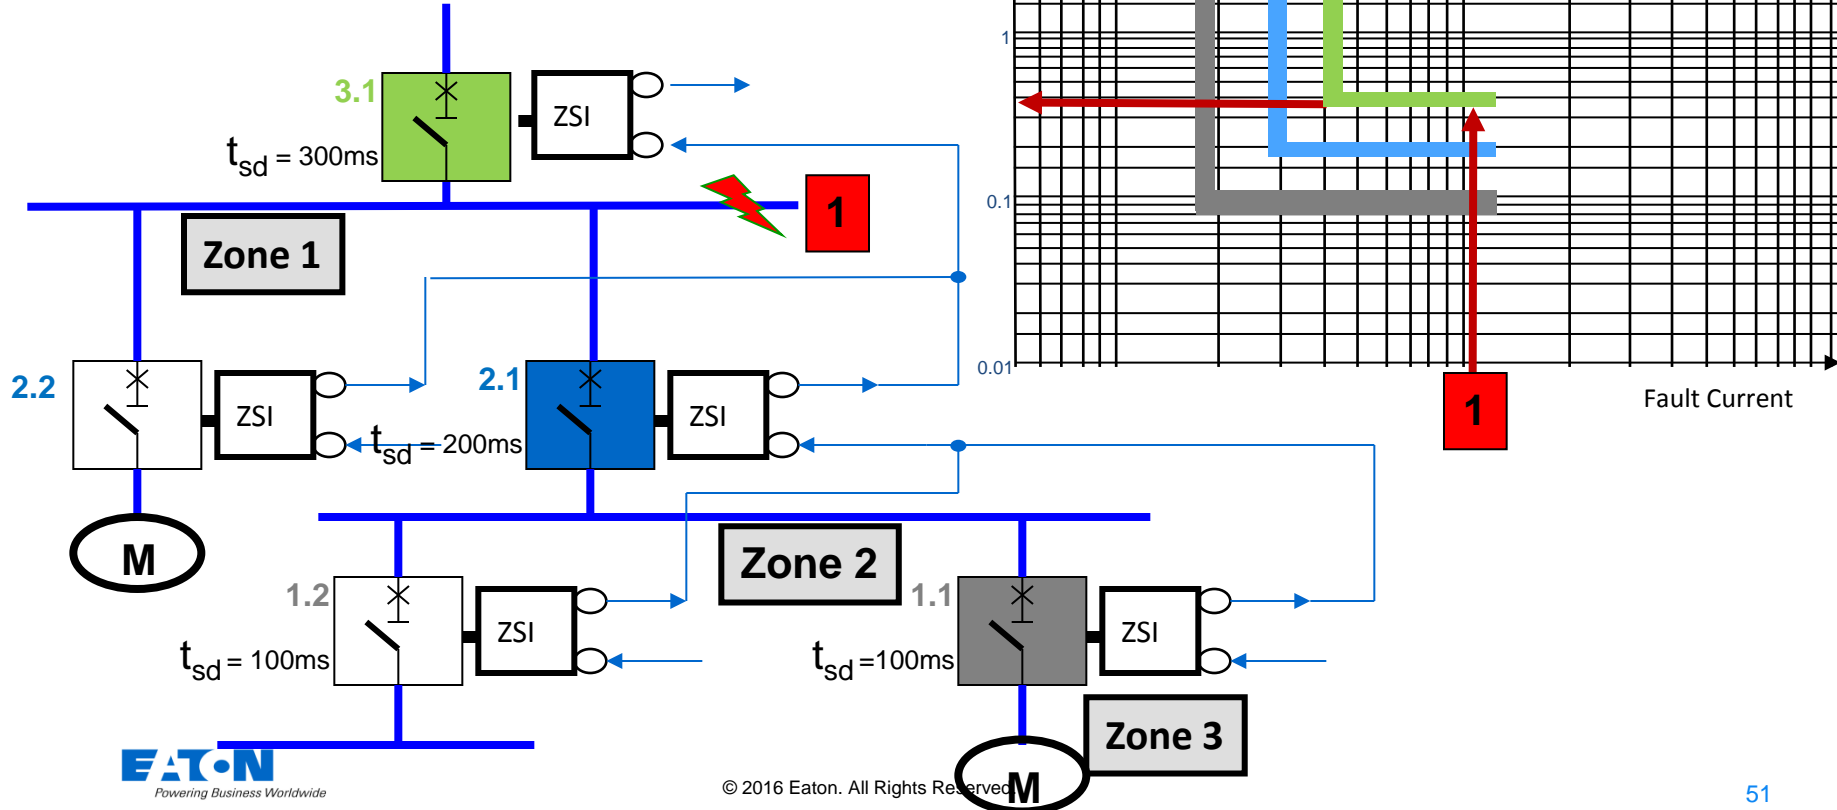 1
0.1
0.01
Fault Current
1
3.1
ZSI
tsd = 300ms
1
Zone 1
2.2
ZSI
2.1
ZSI
tsd = 200ms
M
Zone 2
1.2
ZSI
tsd = 100ms
1.1
ZSI
tsd =100ms
Zone 3
M
EATON
Powering Business Worldwide
© 2016 Eaton. All Rights Reserved.
51